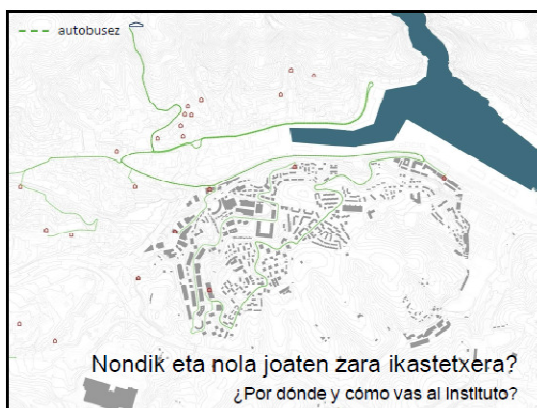 autobusez
Nondik eta nola joaten zara ikastetxera?
¿Por dónde y cómo vas al Instituto?